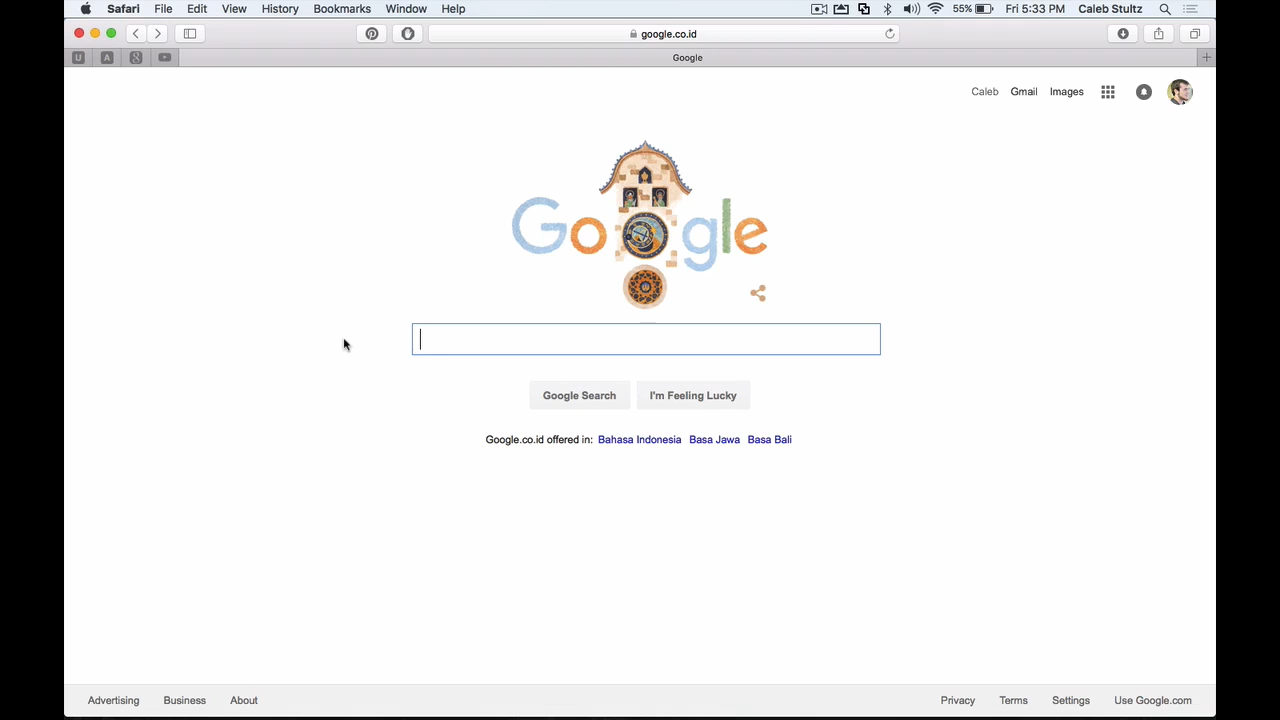 Safari File Edit View History Bookmarks Window Help 55% Fri 5:33 PM Caleb Stultz
google.co.id
U A 8 Google
Caleb Gmail Images
Google
Google Search I'm Feeling Lucky
Google.co.id offered in: Bahasa Indonesia Basa Jawa Basa Bali
Advertising Business About Privacy Terms Settings Use Google.com